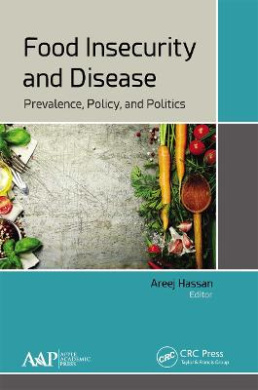 Food Insecurity
and Disease
Prevalence, Policy, and Politics
Areej Hassan
Editor
AAP
APPLE
ACADEMIC
PRESS
CRC
CRC Press
Taylor & Francis Group